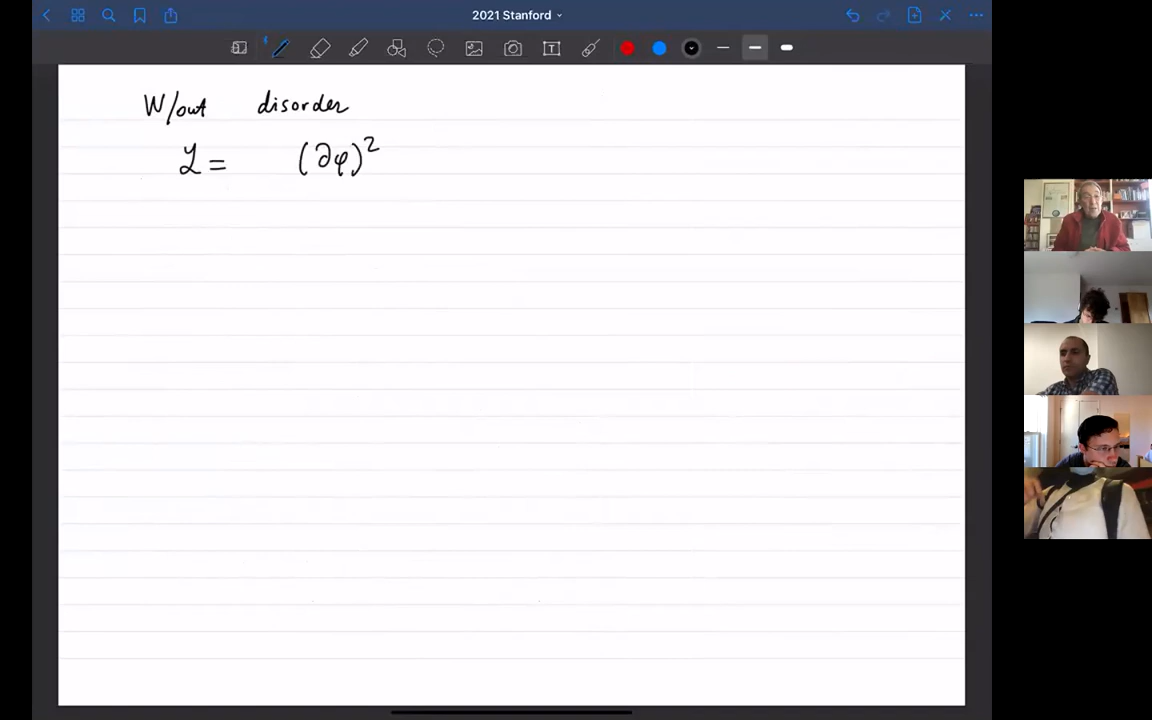 2021 Stanford
T
W/out disorder
ℒ = (∂φ)²